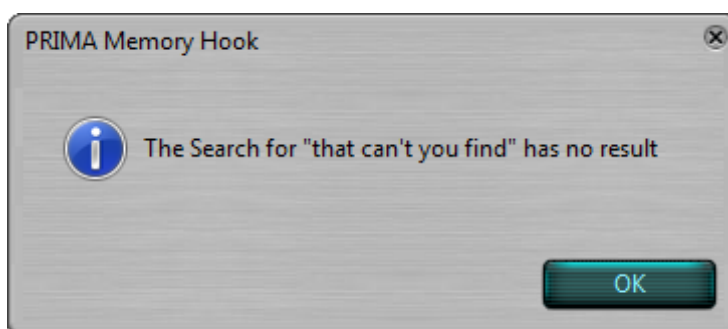 PRIMA Memory Hook
The Search for "that can't you find" has no result
OK